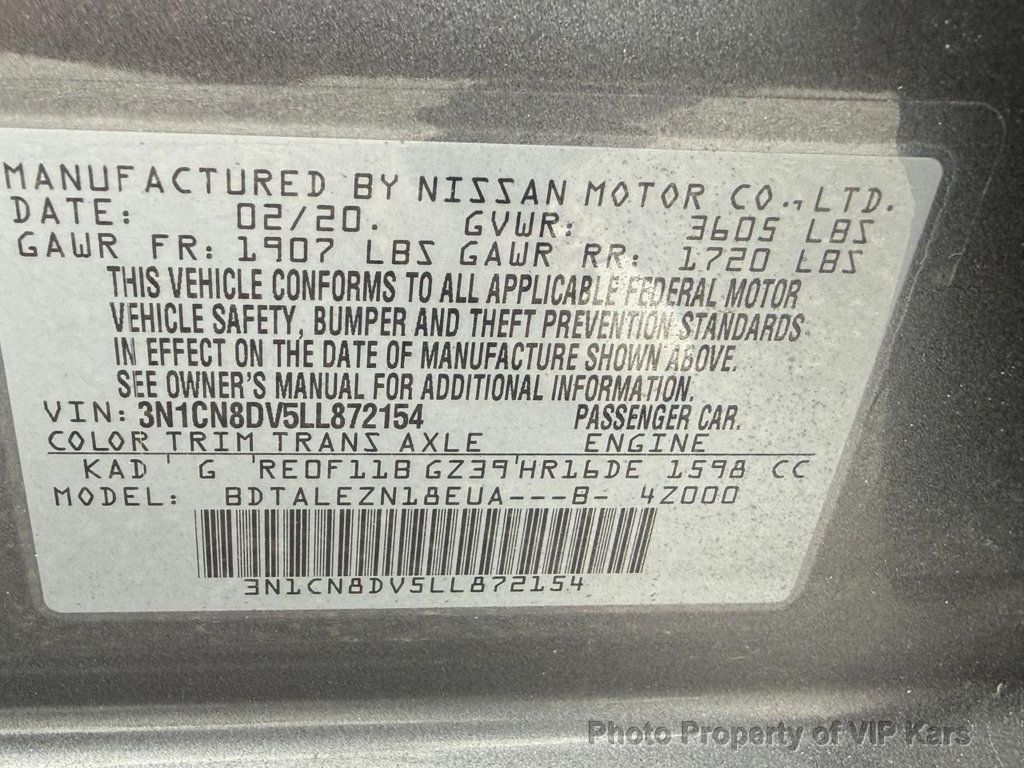 MANUFACTURED BY NISSAN MOTOR CO., LTD.
DATE: 02/20. GVWR: 3605 LBS
GAWR FR: 1907 LBS GAWR RR: 1720 LBS
THIS VEHICLE CONFORMS TO ALL APPLICABLE FEDERAL MOTOR
VEHICLE SAFETY, BUMPER AND THEFT PREVENTION STANDARDS
IN EFFECT ON THE DATE OF MANUFACTURE SHOWN ABOVE.
SEE OWNER'S MANUAL FOR ADDITIONAL INFORMATION.
VIN: 3N1CN8DV5LL872154 PASSENGER CAR.
COLOR TRIM TRANS AXLE ENGINE
KAD ' G ' RE0F11B GZ39 ' HR16DE 1598 CC
MODEL: BDTALEZN18EUA---B- 4Z000
3N1CN8DV5LL872154
Photo Property of VIP Kars